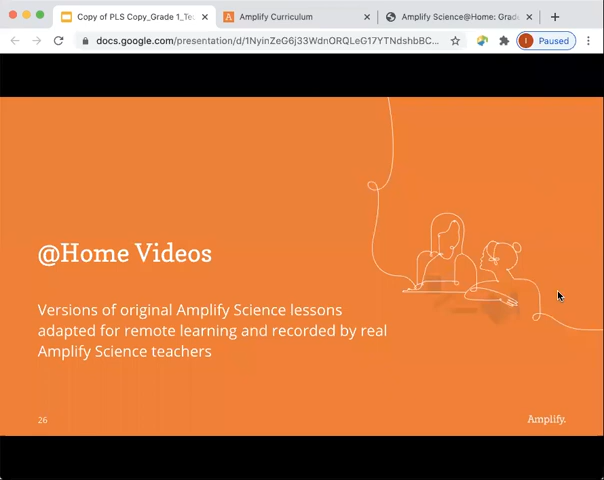 Copy of PLS Copy_Grade 1_Te
Amplify Curriculum
Amplify Science@Home: Grad
docs.google.com/presentation/d/1NyinZeG6j33WdnORQLeG17YTNdshbBC...
Paused
@Home Videos
Versions of original Amplify Science lessons
adapted for remote learning and recorded by real
Amplify Science teachers
26
Amplify.